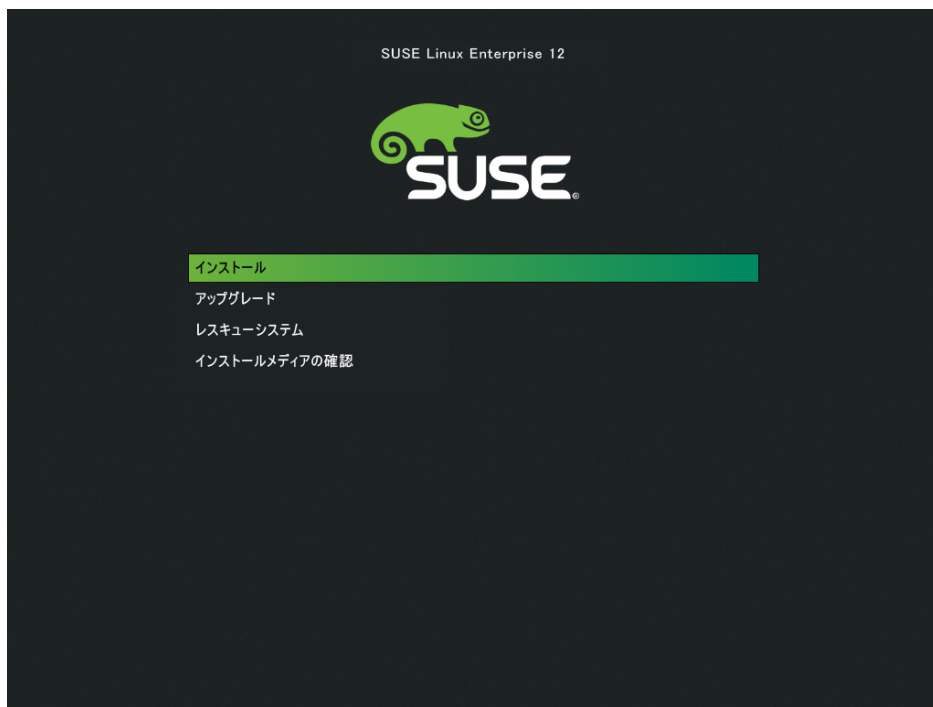 SUSE Linux Enterprise 12
SUSE®
インストール
アップグレード
レスキューシステム
インストールメディアの確認